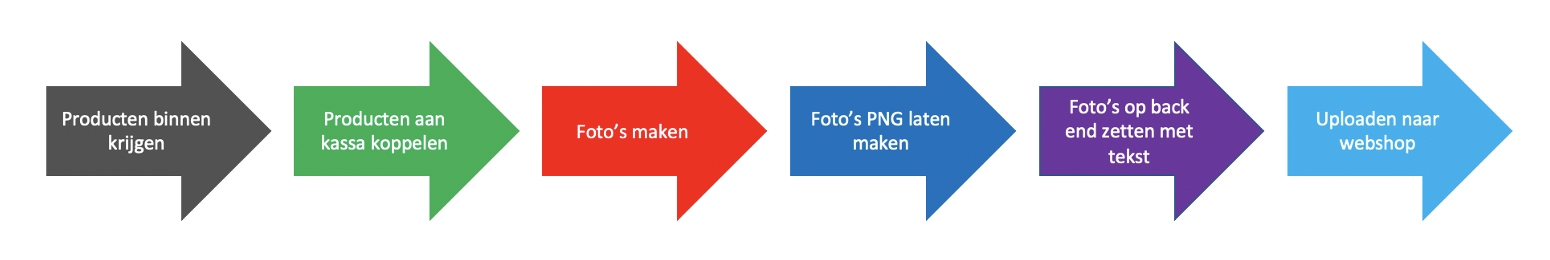 Producten binnen
krijgen
Producten aan
kassa koppelen
Foto’s maken
Foto’s PNG laten
maken
Foto’s op back
end zetten met
tekst
Uploaden naar
webshop